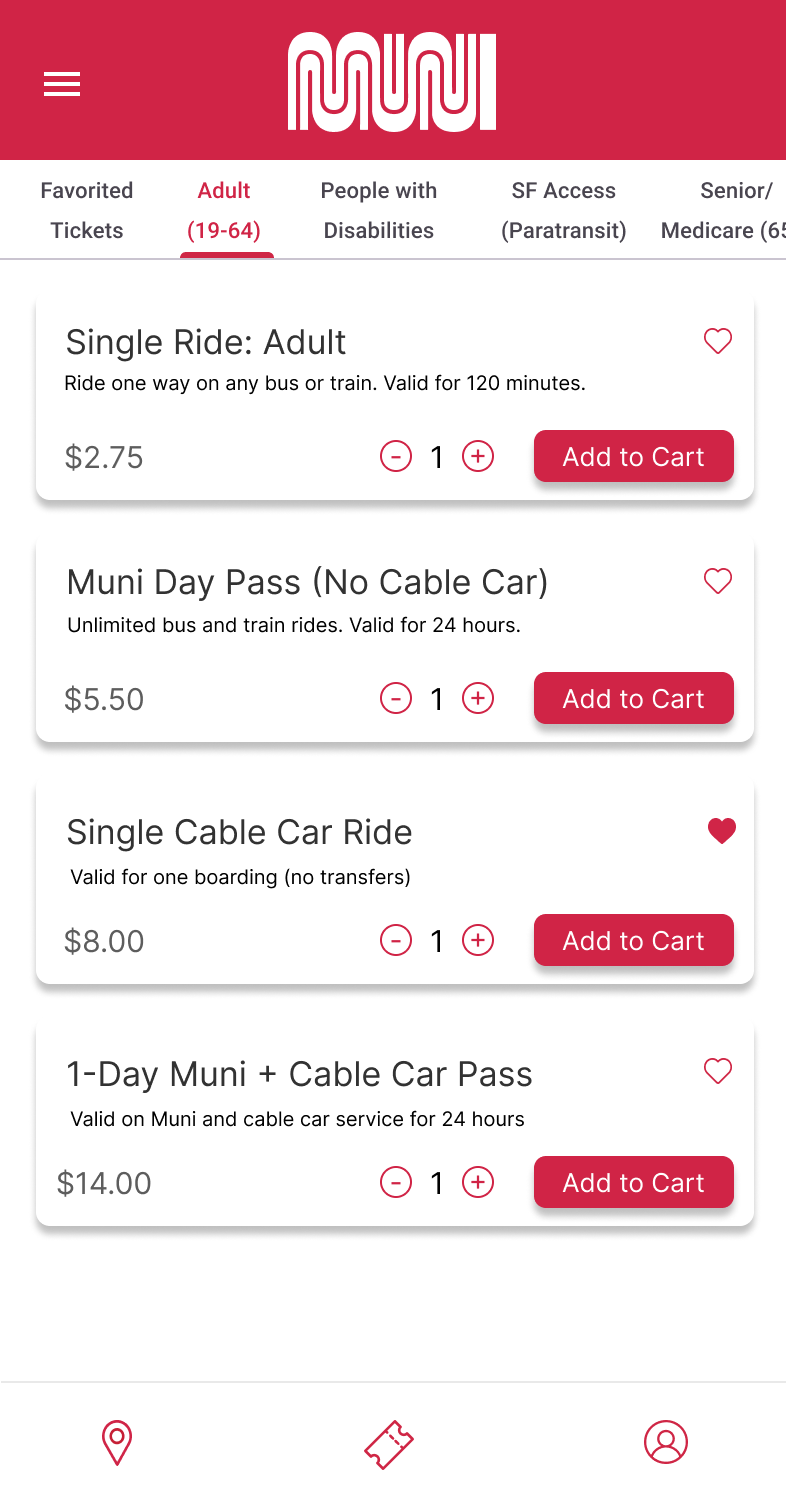 MUNI
Favorited Tickets
Adult (19-64)
People with Disabilities
SF Access (Paratransit)
Senior/ Medicare (65
Single Ride: Adult
Ride one way on any bus or train. Valid for 120 minutes.
$2.75 - 1 + Add to Cart
Muni Day Pass (No Cable Car)
Unlimited bus and train rides. Valid for 24 hours.
$5.50 - 1 + Add to Cart
Single Cable Car Ride
Valid for one boarding (no transfers)
$8.00 - 1 + Add to Cart
1-Day Muni + Cable Car Pass
Valid on Muni and cable car service for 24 hours
$14.00 - 1 + Add to Cart